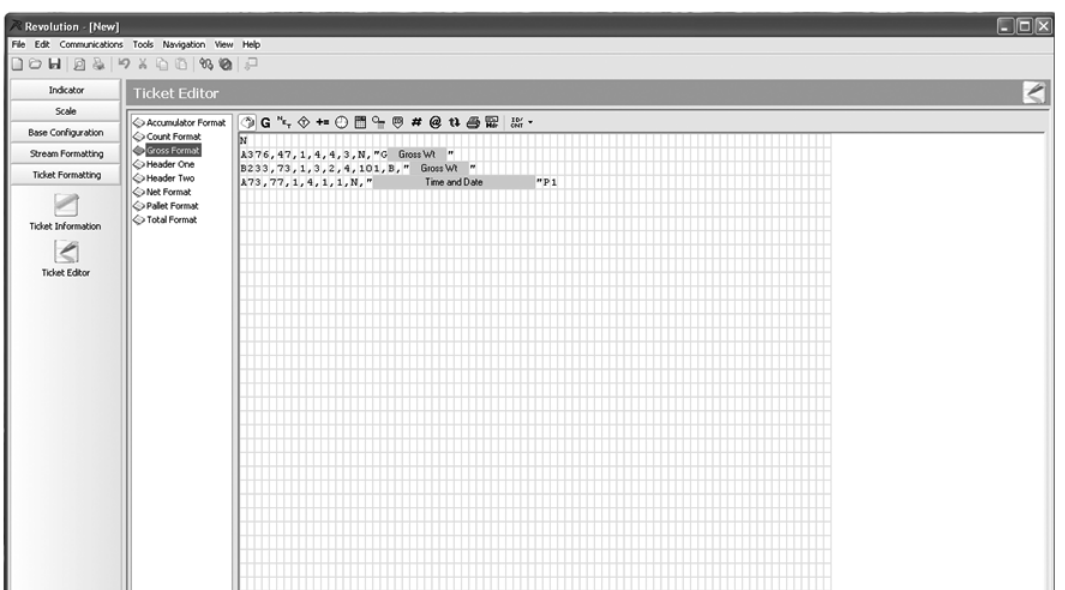 Revolution - [New]
File Edit Communications Tools Navigation View Help
Indicator
Scale
Base Configuration
Stream Formatting
Ticket Formatting
Ticket Information
Ticket Editor
Ticket Editor
Accumulator Format
Count Format
Gross Format
Header One
Header Two
Net Format
Pallet Format
Total Format
G NET T += # @ ID/CNT
N
A376,47,1,4,4,3,N,"G Gross Wt "
B233,73,1,3,2,4,101,B," Gross Wt "
A73,77,1,4,1,1,N," Time and Date "P1